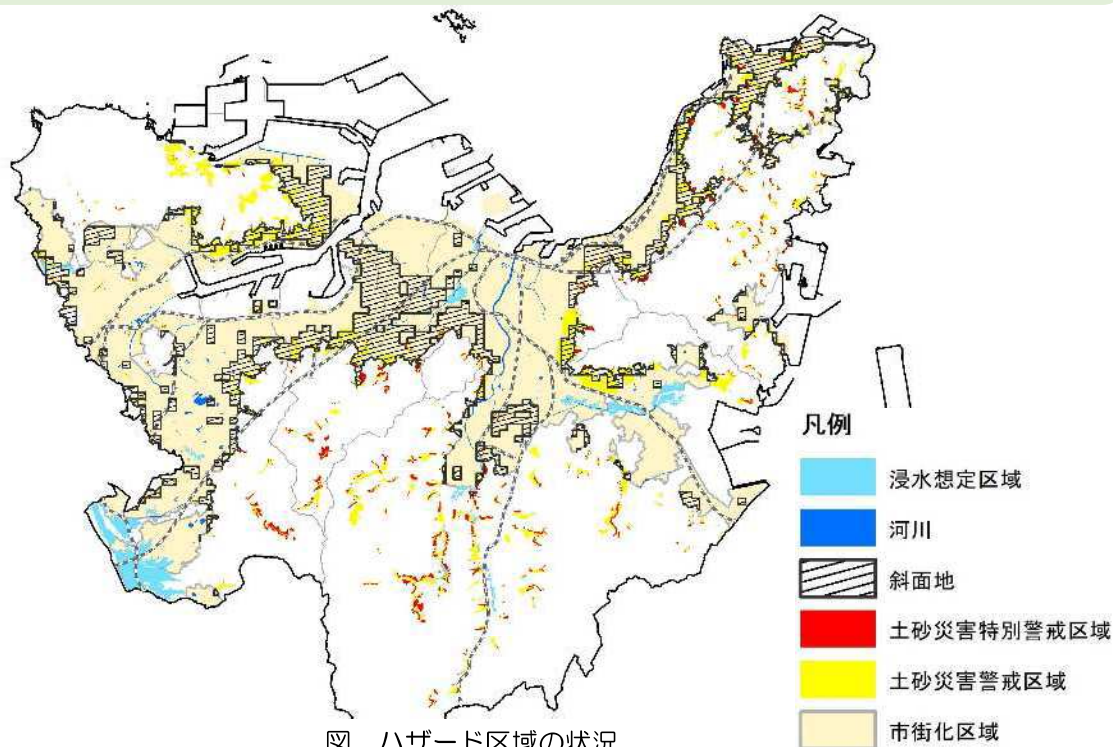 凡例
浸水想定区域
河川
斜面地
土砂災害特別警戒区域
土砂災害警戒区域
市街化区域
図 ハザード区域の状況